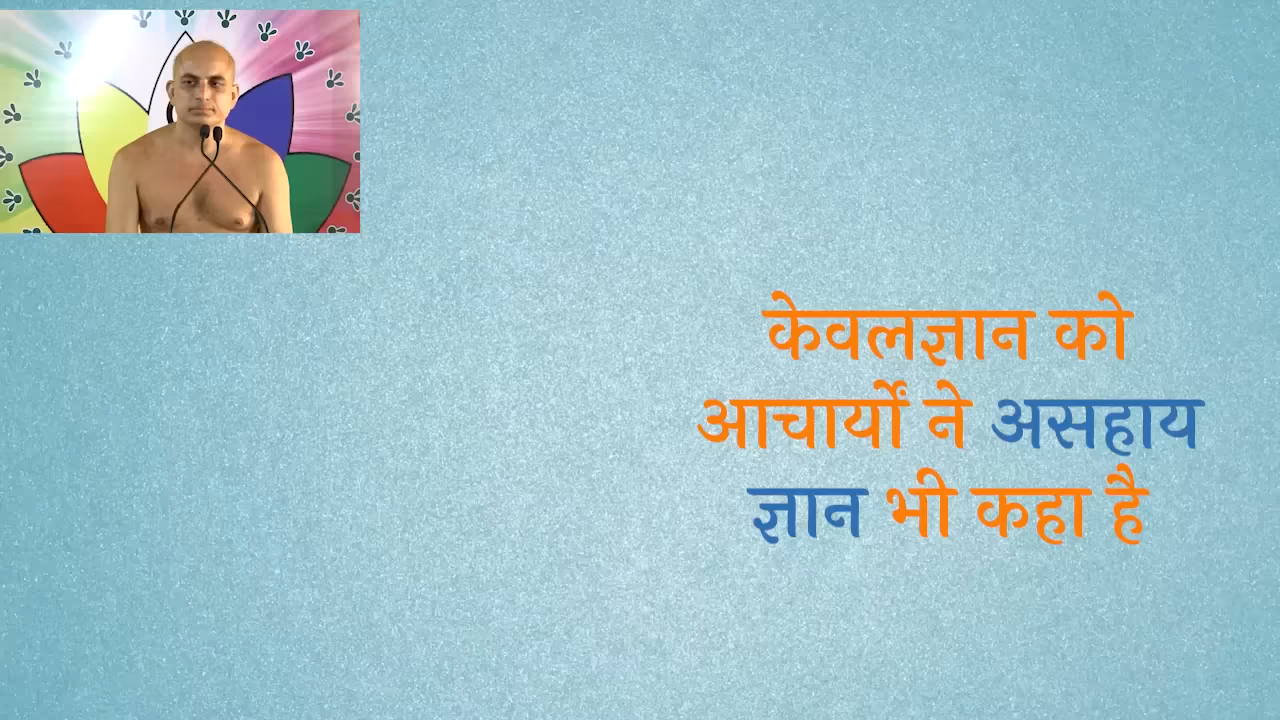 केवलज्ञान को
आचार्यों ने असहाय
ज्ञान भी कहा है